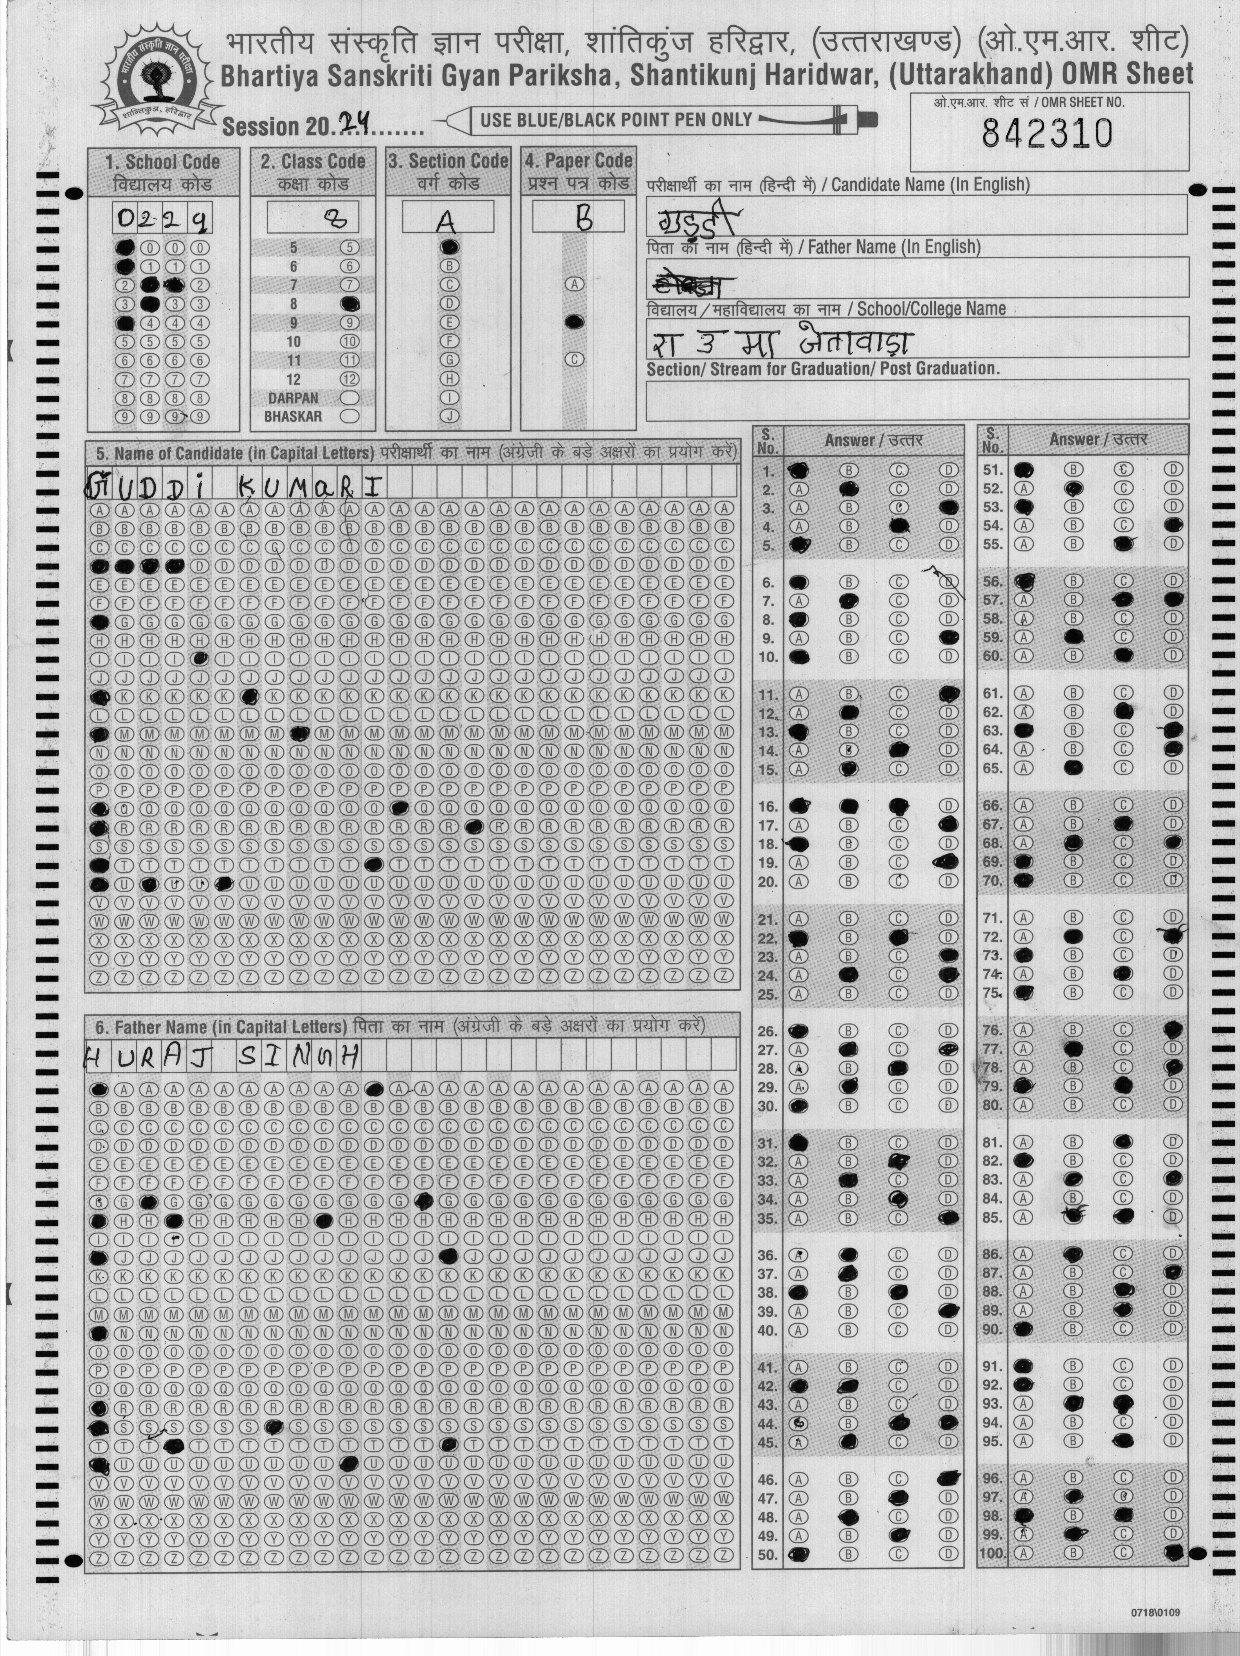 भारतीय संस्कृति ज्ञान परीक्षा, शांतिकुंज हरिद्वार, (उत्तराखण्ड) (ओ.एम.आर. शीट)
Bhartiya Sanskriti Gyan Pariksha, Shantikunj Haridwar, (Uttarakhand) OMR Sheet
Session 2024
USE BLUE/BLACK POINT PEN ONLY
ओ.एम.आर. शीट सं / OMR SHEET NO.
842310
1. School Code
विद्यालय कोड
0229
2. Class Code
कक्षा कोड
8
5
6
7
8
9
10
11
12
DARPAN
BHASKAR
3. Section Code
वर्ग कोड
A
4. Paper Code
प्रश्न पत्र कोड
B
परीक्षार्थी का नाम (हिन्दी में) / Candidate Name (In English)
गड्डी
पिता का नाम (हिन्दी में) / Father Name (In English)
विद्यालय / महाविद्यालय का नाम / School/College Name
रा उ मा जेतावाड़ा
Section/ Stream for Graduation/ Post Graduation.
5. Name of Candidate (in Capital Letters) परीक्षार्थी का नाम (अंग्रेजी के बड़े अक्षरों का प्रयोग करें)
GUDDi KUMaRI
6. Father Name (in Capital Letters) पिता का नाम (अंग्रेजी के बड़े अक्षरों का प्रयोग करें)
HURAJ SINGH
S. No.
Answer / उत्तर
S. No.
Answer / उत्तर
0718\0109